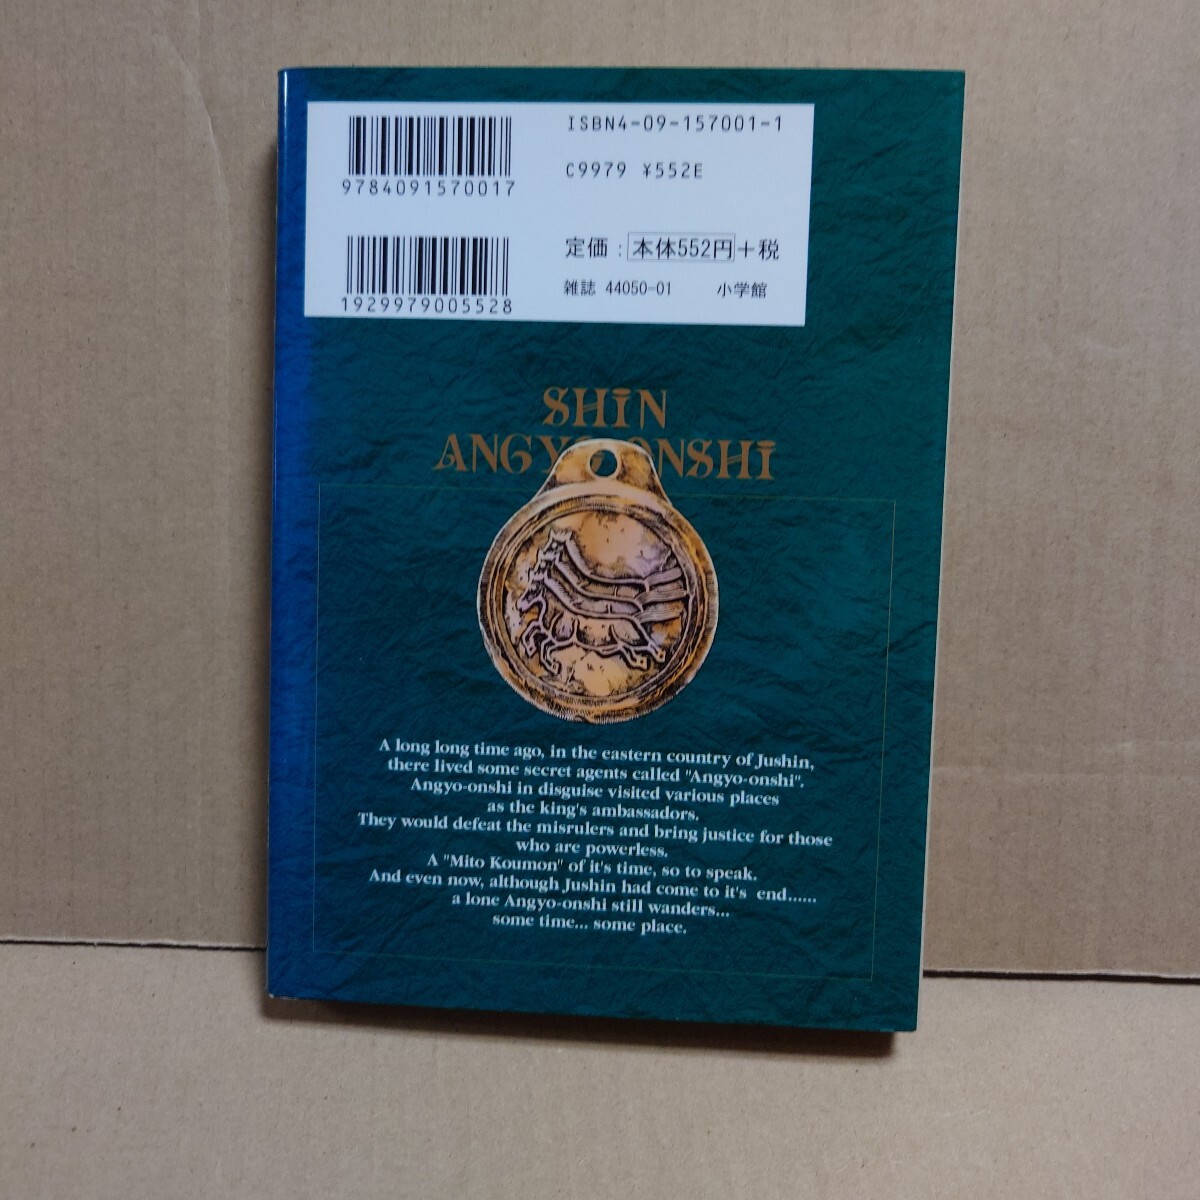 ISBN4-09-157001-1
9784091570017
C9979 ¥552E
定価：本体552円＋税
1929979005528
雑誌 44050-01 小学館
SHiN
ANGYO-ONSHi
A long long time ago, in the eastern country of Jushin,
there lived some secret agents called "Angyo-onshi".
Angyo-onshi in disguise visited various places
as the king's ambassadors.
They would defeat the misrulers and bring justice for those
who are powerless.
A "Mito Koumon" of it's time, so to speak.
And even now, although Jushin had come to it's end......
a lone Angyo-onshi still wanders...
some time... some place.